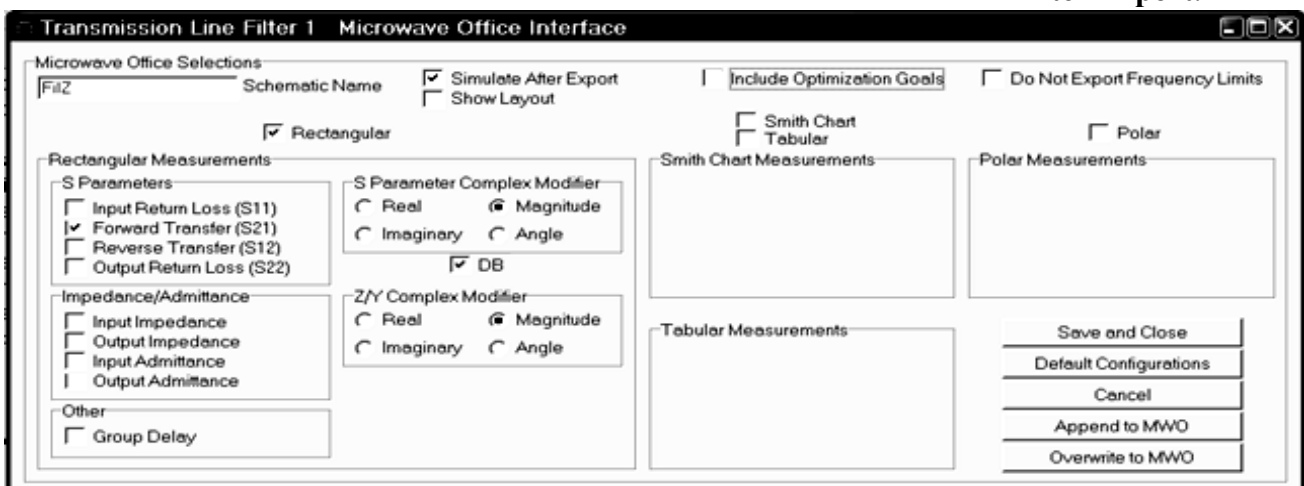 Transmission Line Filter 1 Microwave Office Interface
Microwave Office Selections
FilZ Schematic Name
Simulate After Export
Show Layout
Include Optimization Goals
Do Not Export Frequency Limits
Rectangular
Smith Chart
Tabular
Polar
Rectangular Measurements
S Parameters
Input Return Loss (S11)
Forward Transfer (S21)
Reverse Transfer (S12)
Output Return Loss (S22)
S Parameter Complex Modifier
Real Magnitude
Imaginary Angle
DB
Impedance/Admittance
Input Impedance
Output Impedance
Input Admittance
Output Admittance
Z/Y Complex Modifier
Real Magnitude
Imaginary Angle
Other
Group Delay
Smith Chart Measurements
Polar Measurements
Tabular Measurements
Save and Close
Default Configurations
Cancel
Append to MWO
Overwrite to MWO